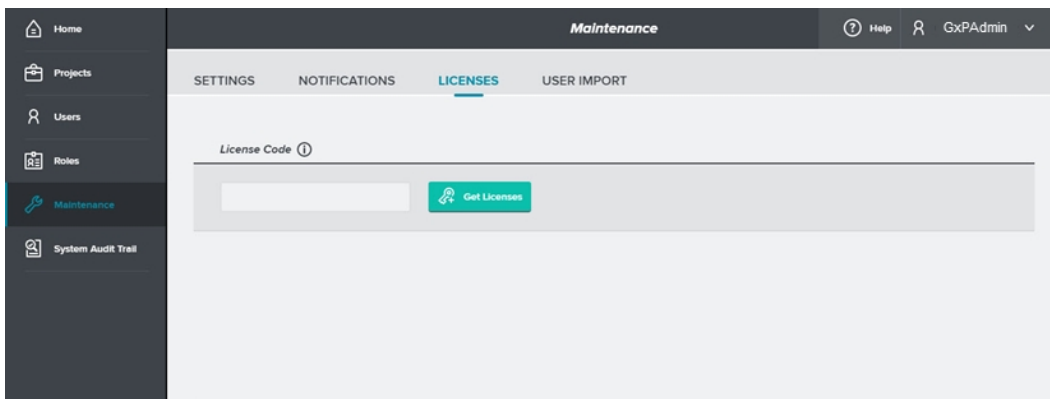 Home
Maintenance
Help
GxPAdmin
Projects
SETTINGS NOTIFICATIONS LICENSES USER IMPORT
Users
License Code
Roles
Maintenance
Get Licenses
System Audit Trail